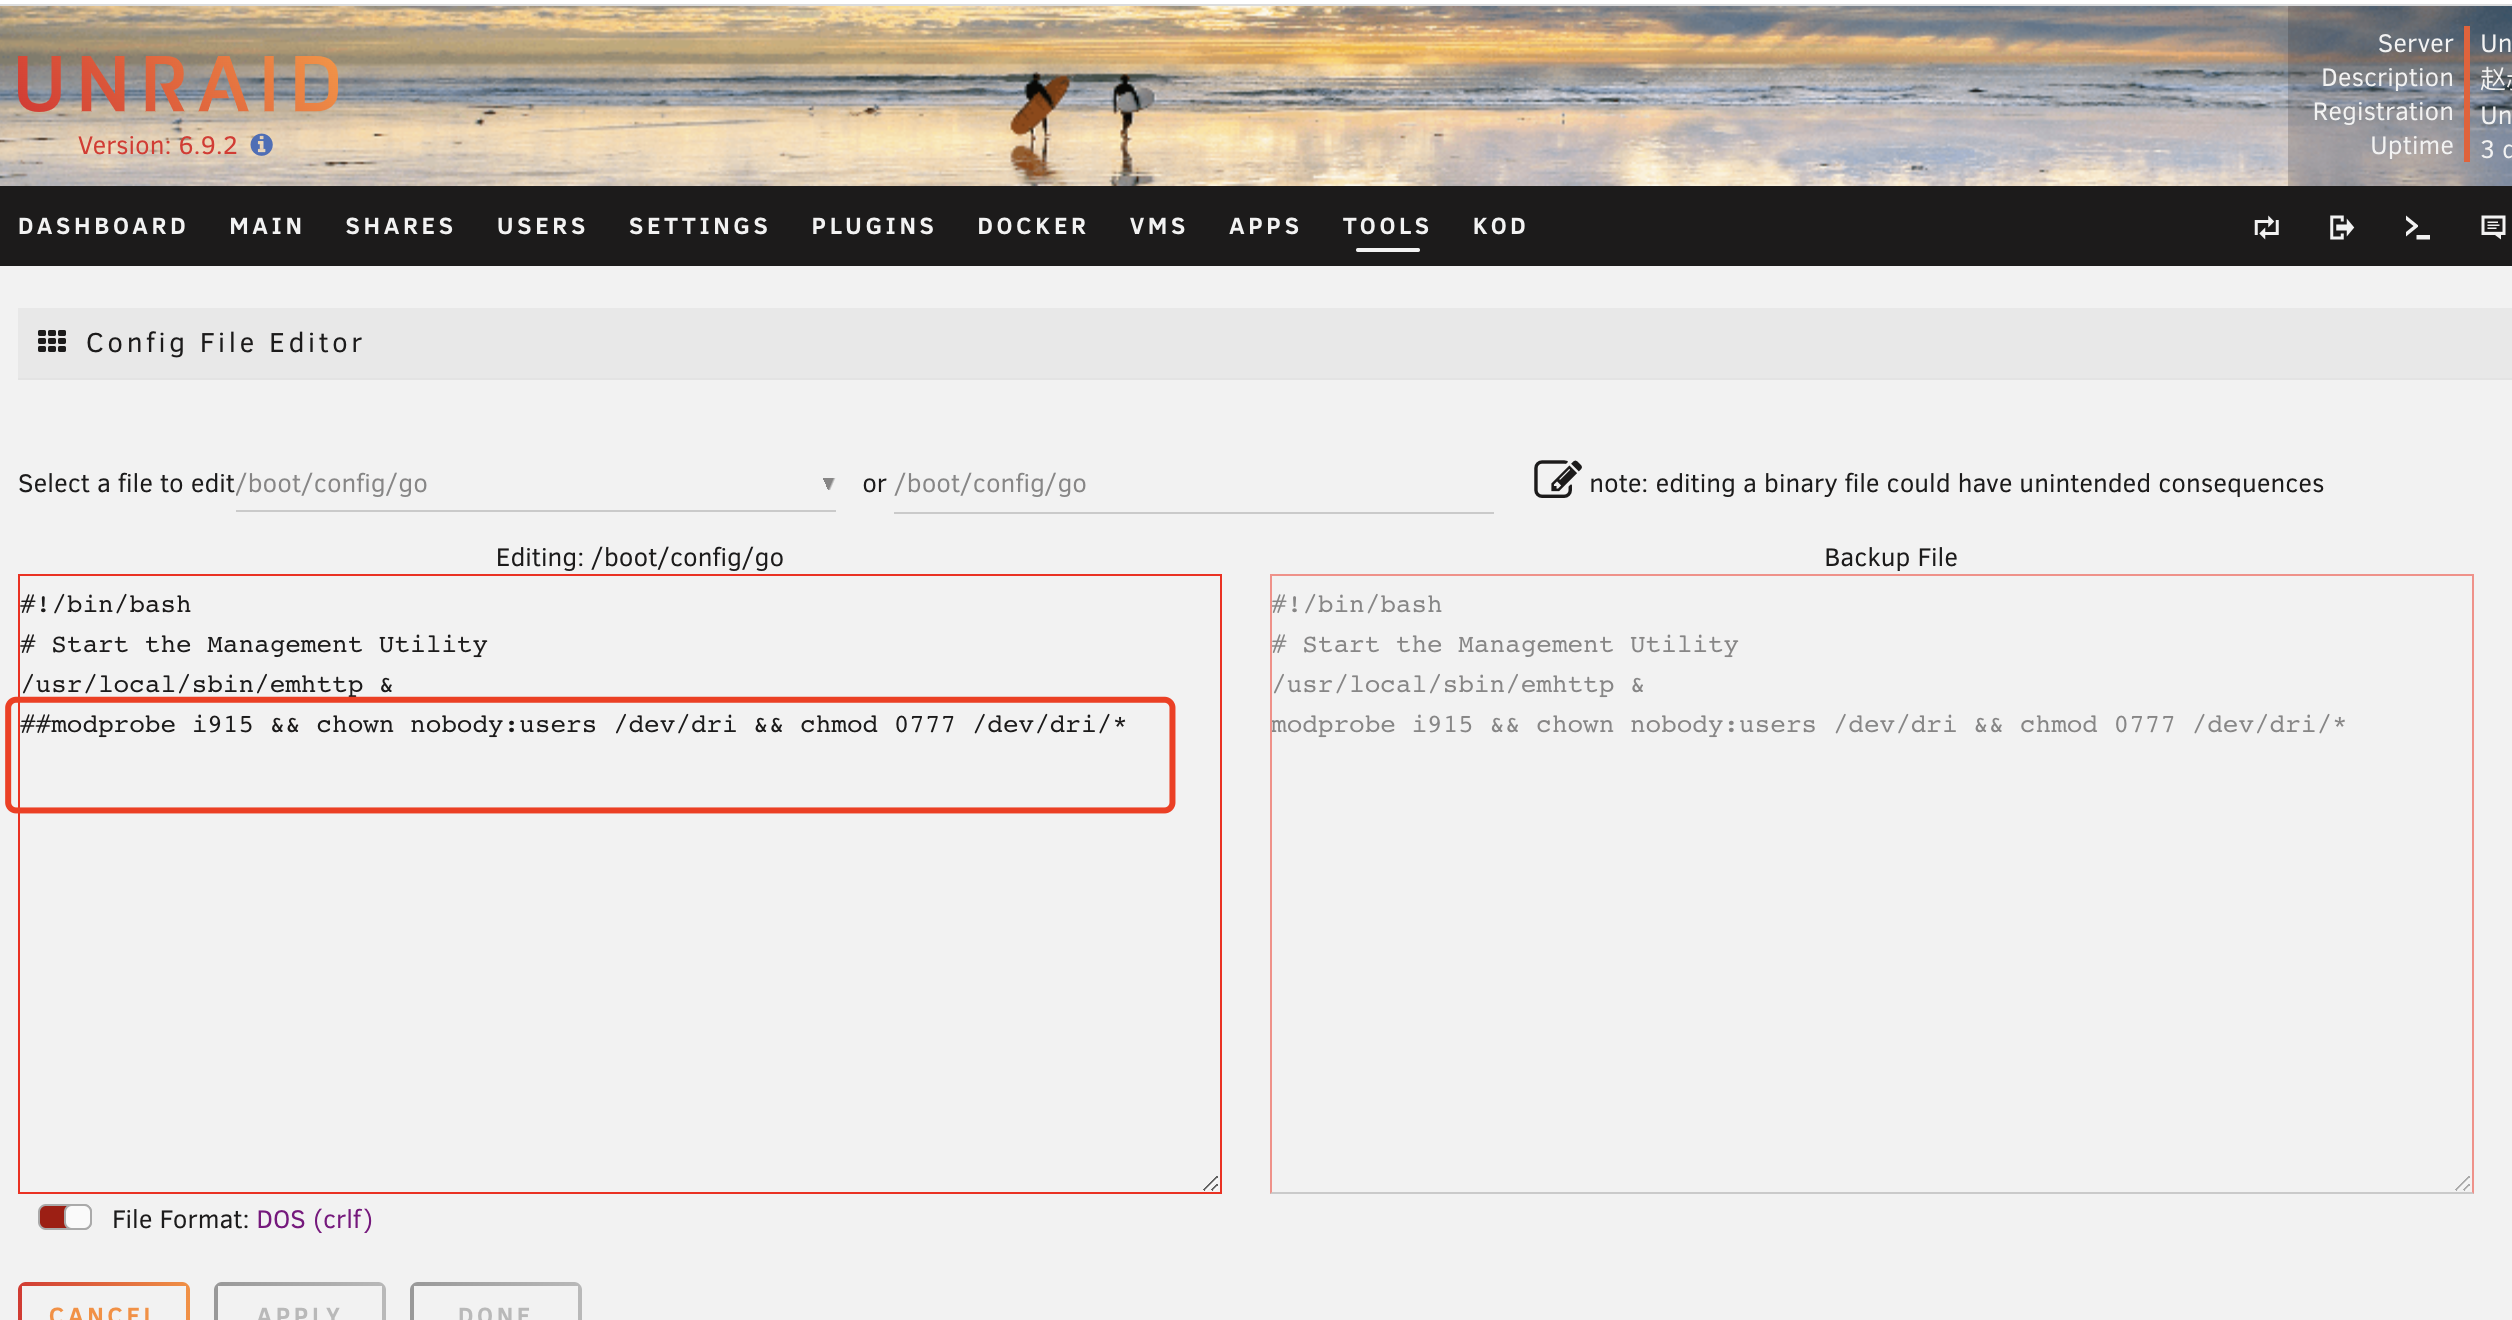 UNRAID
Version: 6.9.2
Server
Description
Registration
Uptime
Un
Un
3
DASHBOARD MAIN SHARES USERS SETTINGS PLUGINS DOCKER VMS APPS TOOLS KOD
Config File Editor
Select a file to edit /boot/config/go or /boot/config/go note: editing a binary file could have unintended consequences
Editing: /boot/config/go
#!/bin/bash
# Start the Management Utility
/usr/local/sbin/emhttp &
##modprobe i915 && chown nobody:users /dev/dri && chmod 0777 /dev/dri/*
Backup File
#!/bin/bash
# Start the Management Utility
/usr/local/sbin/emhttp &
modprobe i915 && chown nobody:users /dev/dri && chmod 0777 /dev/dri/*
File Format: DOS (crlf)
CANCEL APPLY DONE